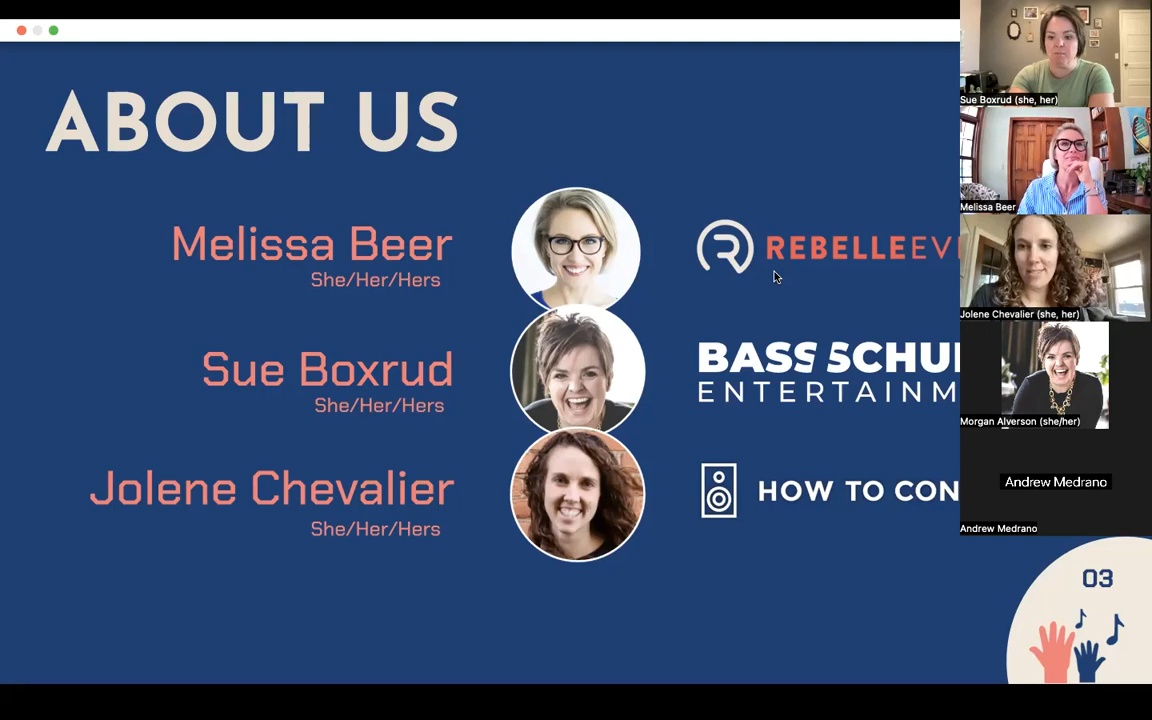 ABOUT US
Melissa Beer
She/Her/Hers
REBELLEEV
Sue Boxrud
She/Her/Hers
BASS SCHU
ENTERTAINM
Jolene Chevalier
She/Her/Hers
HOW TO CON
03
Sue Boxrud (she, her)
Melissa Beer
Jolene Chevalier (she, her)
Morgan Alverson (she/her)
Andrew Medrano
Andrew Medrano